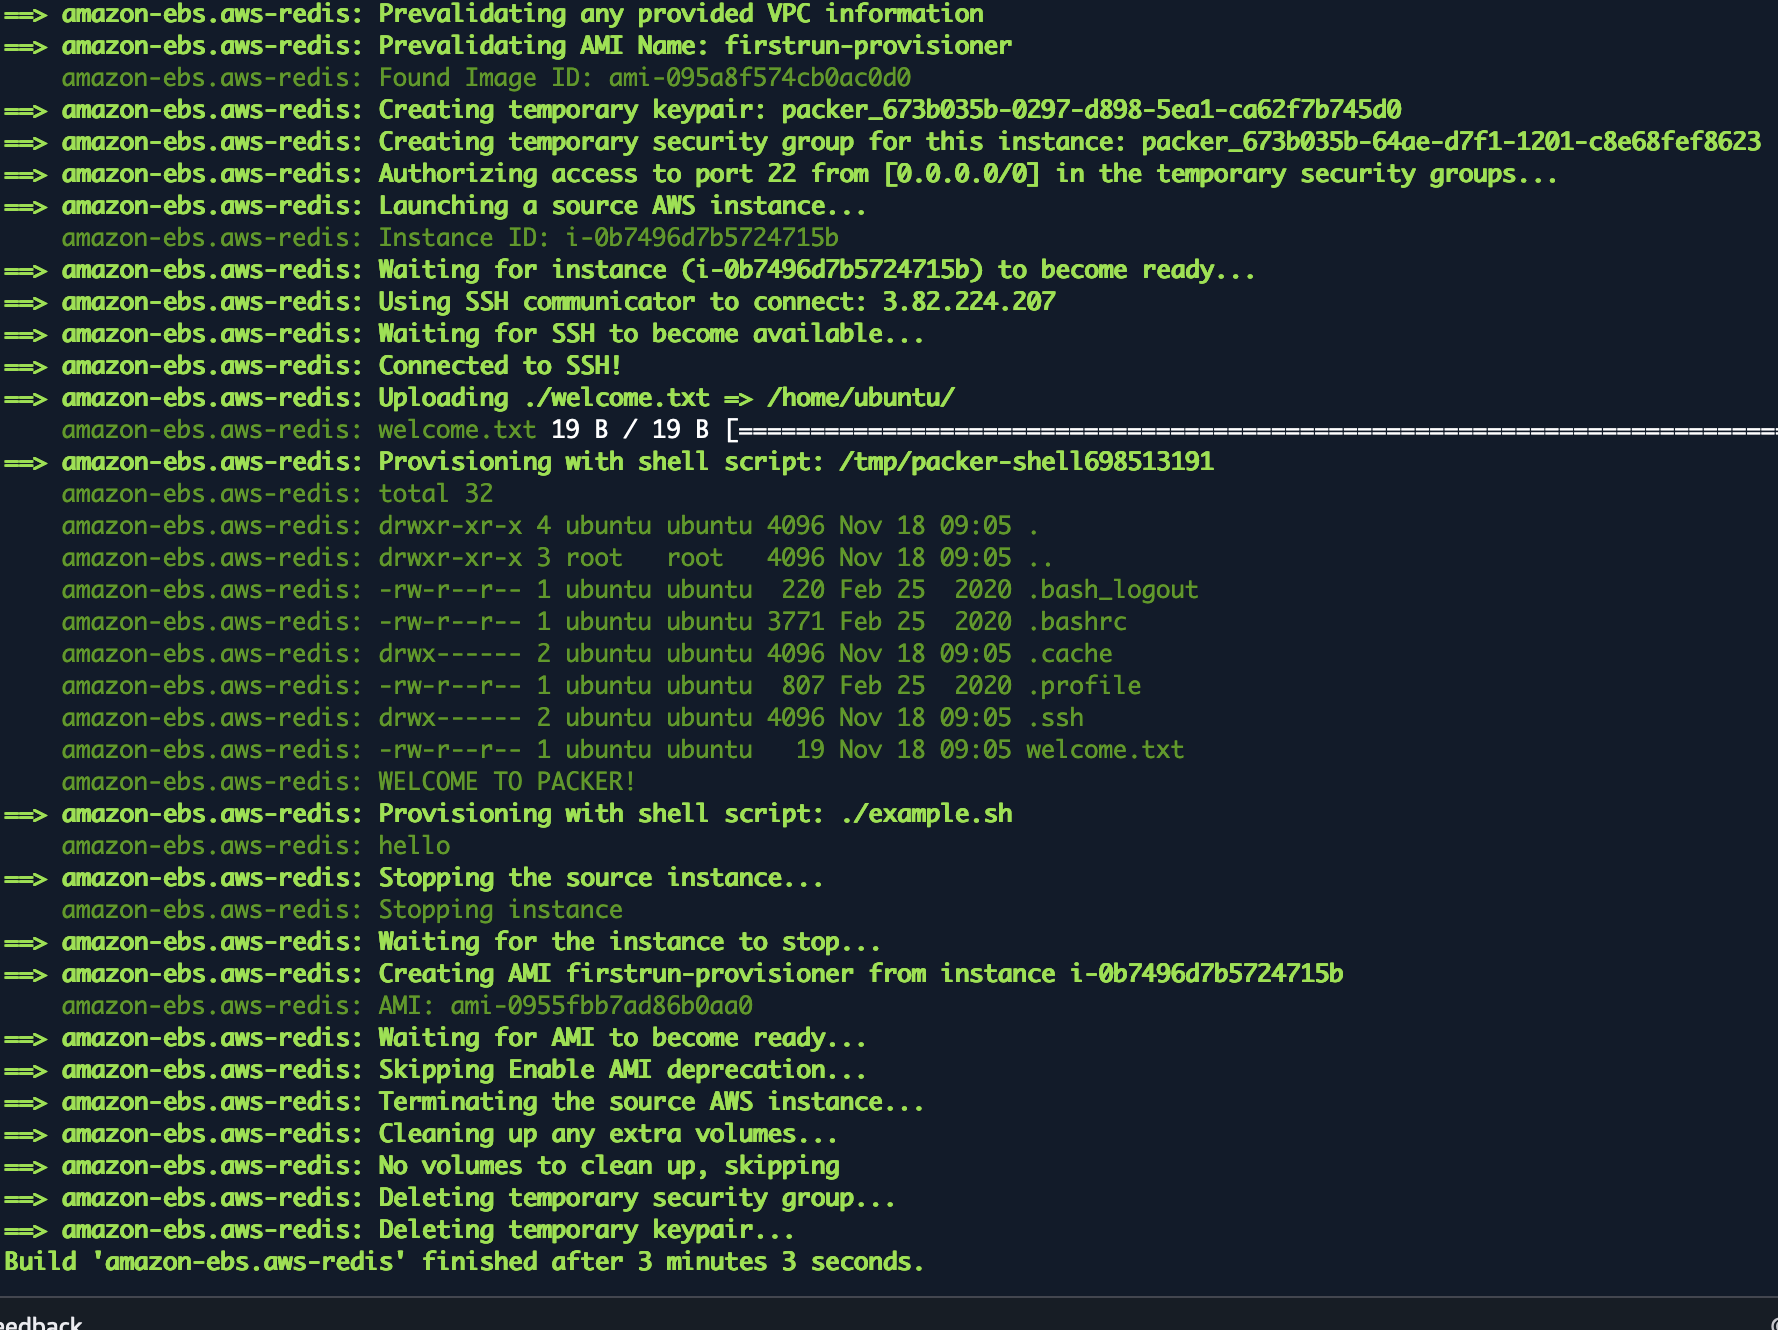 ==> amazon-ebs.aws-redis: Prevalidating any provided VPC information
==> amazon-ebs.aws-redis: Prevalidating AMI Name: firstrun-provisioner
    amazon-ebs.aws-redis: Found Image ID: ami-095a8f574cb0ac0d0
==> amazon-ebs.aws-redis: Creating temporary keypair: packer_673b035b-0297-d898-5ea1-ca62f7b745d0
==> amazon-ebs.aws-redis: Creating temporary security group for this instance: packer_673b035b-64ae-d7f1-1201-c8e68fef8623
==> amazon-ebs.aws-redis: Authorizing access to port 22 from [0.0.0.0/0] in the temporary security groups...
==> amazon-ebs.aws-redis: Launching a source AWS instance...
    amazon-ebs.aws-redis: Instance ID: i-0b7496d7b5724715b
==> amazon-ebs.aws-redis: Waiting for instance (i-0b7496d7b5724715b) to become ready...
==> amazon-ebs.aws-redis: Using SSH communicator to connect: 3.82.224.207
==> amazon-ebs.aws-redis: Waiting for SSH to become available...
==> amazon-ebs.aws-redis: Connected to SSH!
==> amazon-ebs.aws-redis: Uploading ./welcome.txt => /home/ubuntu/
    amazon-ebs.aws-redis: welcome.txt 19 B / 19 B [=========================================================================
==> amazon-ebs.aws-redis: Provisioning with shell script: /tmp/packer-shell698513191
    amazon-ebs.aws-redis: total 32
    amazon-ebs.aws-redis: drwxr-xr-x 4 ubuntu ubuntu 4096 Nov 18 09:05 .
    amazon-ebs.aws-redis: drwxr-xr-x 3 root   root   4096 Nov 18 09:05 ..
    amazon-ebs.aws-redis: -rw-r--r-- 1 ubuntu ubuntu  220 Feb 25  2020 .bash_logout
    amazon-ebs.aws-redis: -rw-r--r-- 1 ubuntu ubuntu 3771 Feb 25  2020 .bashrc
    amazon-ebs.aws-redis: drwx------ 2 ubuntu ubuntu 4096 Nov 18 09:05 .cache
    amazon-ebs.aws-redis: -rw-r--r-- 1 ubuntu ubuntu  807 Feb 25  2020 .profile
    amazon-ebs.aws-redis: drwx------ 2 ubuntu ubuntu 4096 Nov 18 09:05 .ssh
    amazon-ebs.aws-redis: -rw-r--r-- 1 ubuntu ubuntu   19 Nov 18 09:05 welcome.txt
    amazon-ebs.aws-redis: WELCOME TO PACKER!
==> amazon-ebs.aws-redis: Provisioning with shell script: ./example.sh
    amazon-ebs.aws-redis: hello
==> amazon-ebs.aws-redis: Stopping the source instance...
    amazon-ebs.aws-redis: Stopping instance
==> amazon-ebs.aws-redis: Waiting for the instance to stop...
==> amazon-ebs.aws-redis: Creating AMI firstrun-provisioner from instance i-0b7496d7b5724715b
    amazon-ebs.aws-redis: AMI: ami-0955fbb7ad86b0aa0
==> amazon-ebs.aws-redis: Waiting for AMI to become ready...
==> amazon-ebs.aws-redis: Skipping Enable AMI deprecation...
==> amazon-ebs.aws-redis: Terminating the source AWS instance...
==> amazon-ebs.aws-redis: Cleaning up any extra volumes...
==> amazon-ebs.aws-redis: No volumes to clean up, skipping
==> amazon-ebs.aws-redis: Deleting temporary security group...
==> amazon-ebs.aws-redis: Deleting temporary keypair...
Build 'amazon-ebs.aws-redis' finished after 3 minutes 3 seconds.